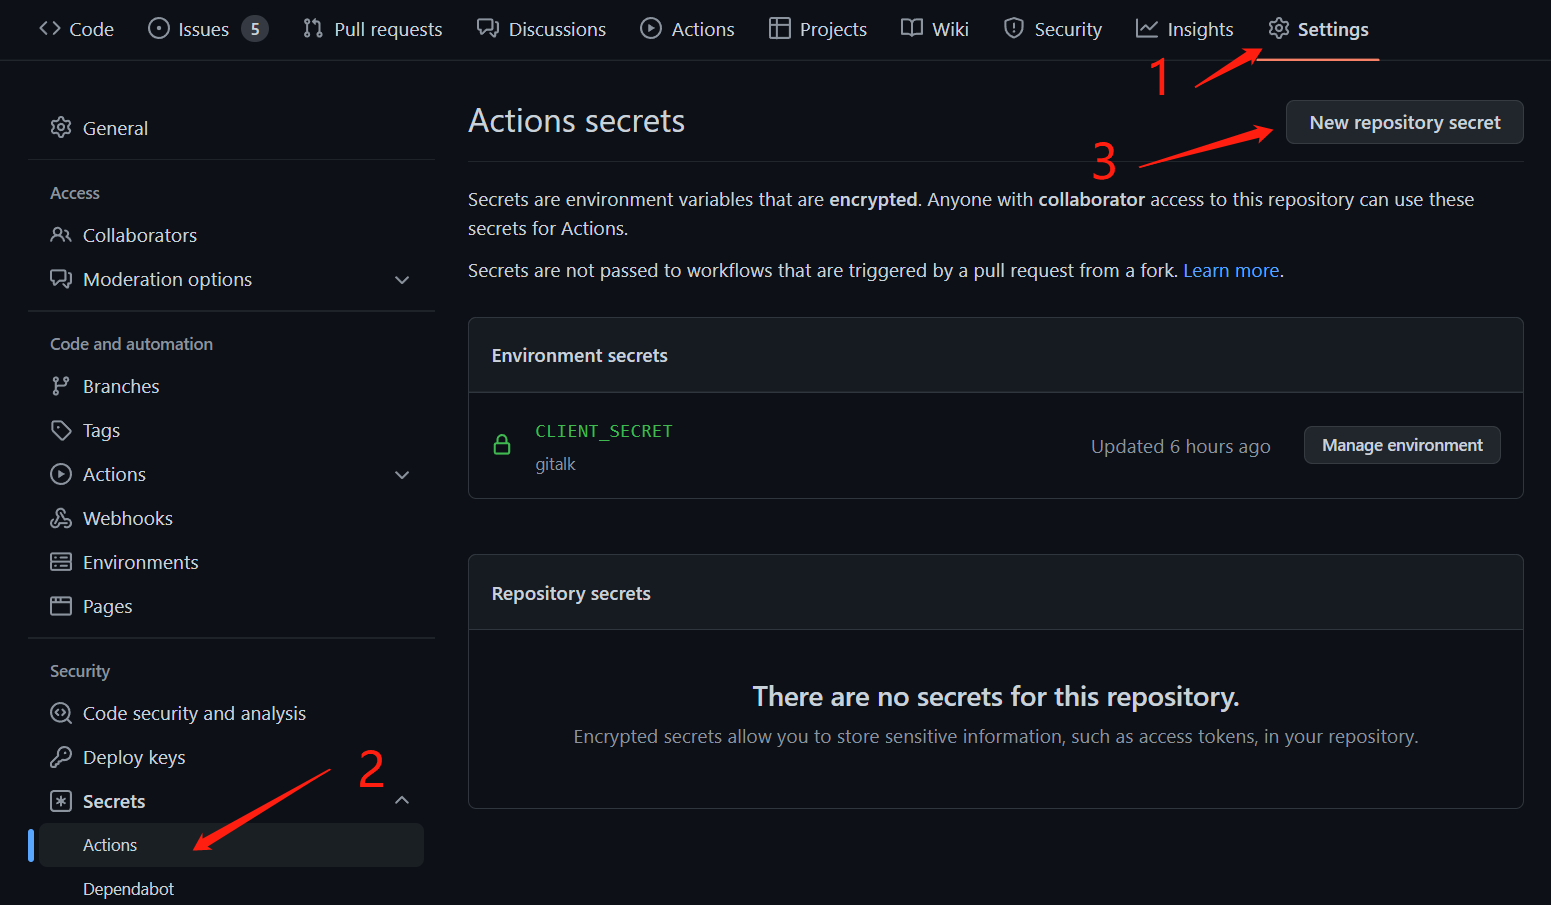 Code Issues 5 Pull requests Discussions Actions Projects Wiki Security Insights Settings
1
General
Access
Collaborators
Moderation options
Code and automation
Branches
Tags
Actions
Webhooks
Environments
Pages
Security
Code security and analysis
Deploy keys
2
Secrets
Actions
Dependabot
Actions secrets
New repository secret
3
Secrets are environment variables that are encrypted. Anyone with collaborator access to this repository can use these
secrets for Actions.
Secrets are not passed to workflows that are triggered by a pull request from a fork. Learn more.
Environment secrets
CLIENT_SECRET
gitalk
Updated 6 hours ago
Manage environment
Repository secrets
There are no secrets for this repository.
Encrypted secrets allow you to store sensitive information, such as access tokens, in your repository.